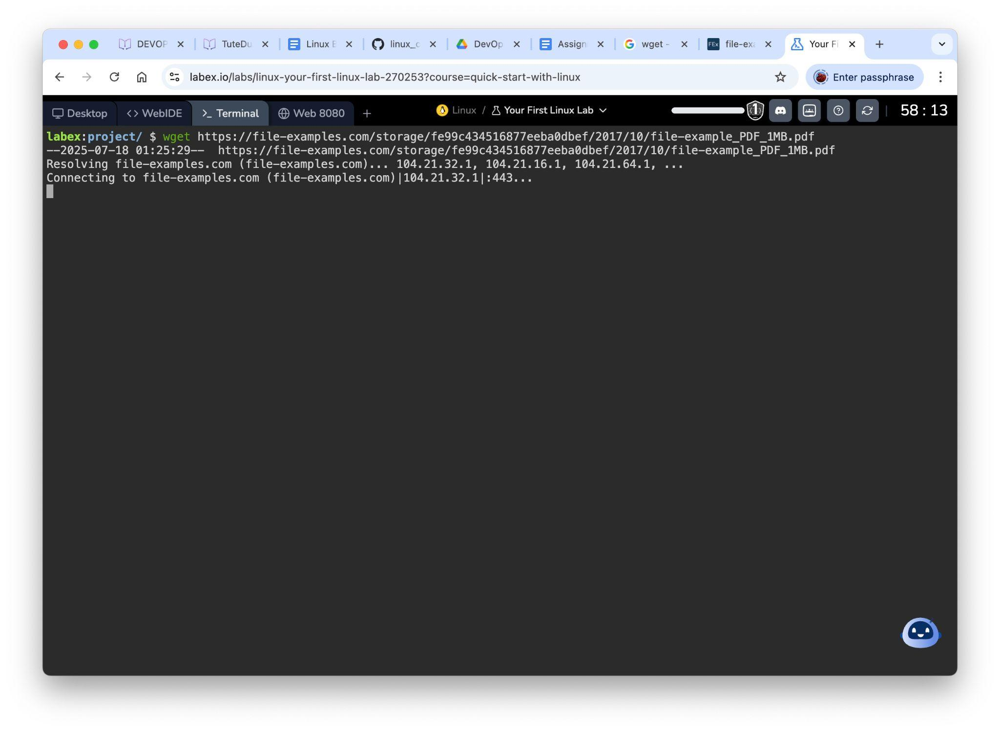 DEVOP
TuteDu
Linux B
linux_c
DevOp
Assign
wget -
FEx file-exa
Your Fi
labex.io/labs/linux-your-first-linux-lab-270253?course=quick-start-with-linux
Enter passphrase
Desktop
<> WebIDE
>_ Terminal
Web 8080
+
Linux / Your First Linux Lab
1
58 : 13
labex:project/ $ wget https://file-examples.com/storage/fe99c434516877eeba0dbef/2017/10/file-example_PDF_1MB.pdf
--2025-07-18 01:25:29--  https://file-examples.com/storage/fe99c434516877eeba0dbef/2017/10/file-example_PDF_1MB.pdf
Resolving file-examples.com (file-examples.com)... 104.21.32.1, 104.21.16.1, 104.21.64.1, ...
Connecting to file-examples.com (file-examples.com)|104.21.32.1|:443...